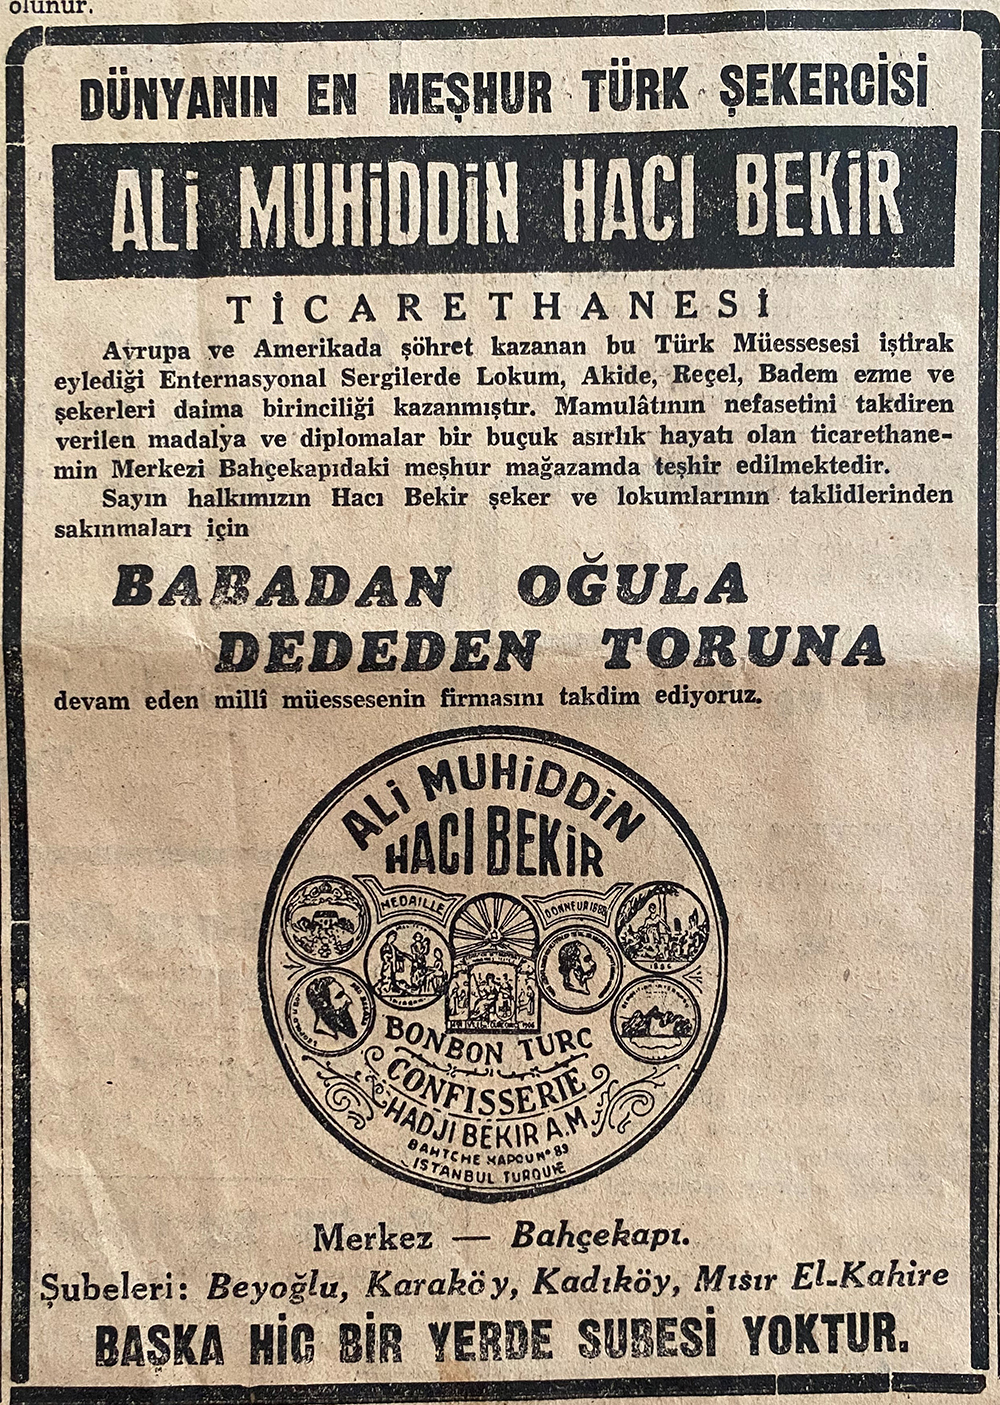 olunur.
DÜNYANIN EN MEŞHUR TÜRK ŞEKERCİSİ
ALİ MUHİDDİN HACI BEKİR
TİCARETHANESİ
Avrupa ve Amerikada şöhret kazanan bu Türk Müessesesi iştirak
eylediği Enternasyonal Sergilerde Lokum, Akide, Reçel, Badem ezme ve
şekerleri daima birinciliği kazanmıştır. Mamulâtının nefasetini takdiren
verilen madalya ve diplomalar bir buçuk asırlık hayatı olan ticarethane-
min Merkezi Bahçekapıdaki meşhur mağazamda teşhir edilmektedir.
Sayın halkımızın Hacı Bekir şeker ve lokumlarının taklidlerinden
sakınmaları için
BABADAN OĞULA
DEDEDEN TORUNA
devam eden millî müessesenin firmasını takdim ediyoruz.
ALİ MUHİDDİN
HACI BEKİR
MEDAILLE
BONBON TURC
CONFISSERIE
HADJI BEKIR A.M.
BAHTCHE KAPOU N° 83
ISTANBUL TURQUIE
Merkez — Bahçekapı.
Şubeleri: Beyoğlu, Karaköy, Kadıköy, Mısır El-Kahire
BAŞKA HİÇ BİR YERDE ŞUBESİ YOKTUR.